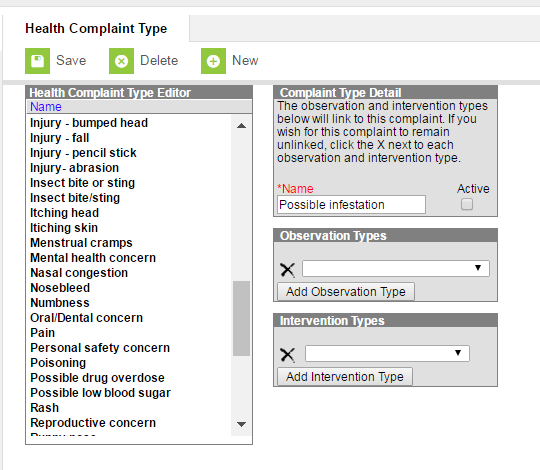 Health Complaint Type
Save Delete New
Health Complaint Type Editor
Name
Injury - bumped head
Injury - fall
Injury - pencil stick
Injury- abrasion
Insect bite or sting
Insect bite/sting
Itching head
Itiching skin
Menstrual cramps
Mental health concern
Nasal congestion
Nosebleed
Numbness
Oral/Dental concern
Pain
Personal safety concern
Poisoning
Possible drug overdose
Possible low blood sugar
Rash
Reproductive concern
Complaint Type Detail
The observation and intervention types
below will link to this complaint. If you
wish for this complaint to remain
unlinked, click the X next to each
observation and intervention type.
*Name Active
Possible infestation
Observation Types
Add Observation Type
Intervention Types
Add Intervention Type